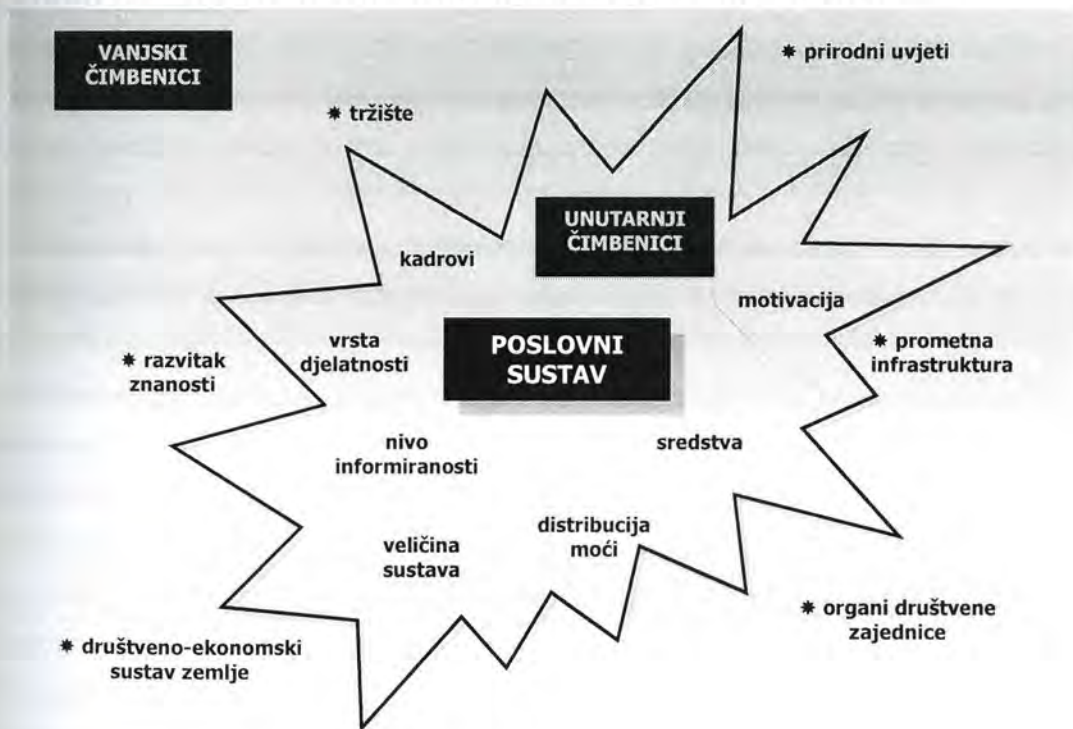 VANJSKI
ČIMBENICI
✷ prirodni uvjeti
✷ tržište
UNUTARNJI
ČIMBENICI
kadrovi
motivacija
✷ razvitak
znanosti
vrsta
djelatnosti
POSLOVNI
SUSTAV
✷ prometna
infrastruktura
nivo
informiranosti
sredstva
veličina
sustava
distribucija
moći
✷ organi društvene
zajednice
✷ društveno-ekonomski
sustav zemlje